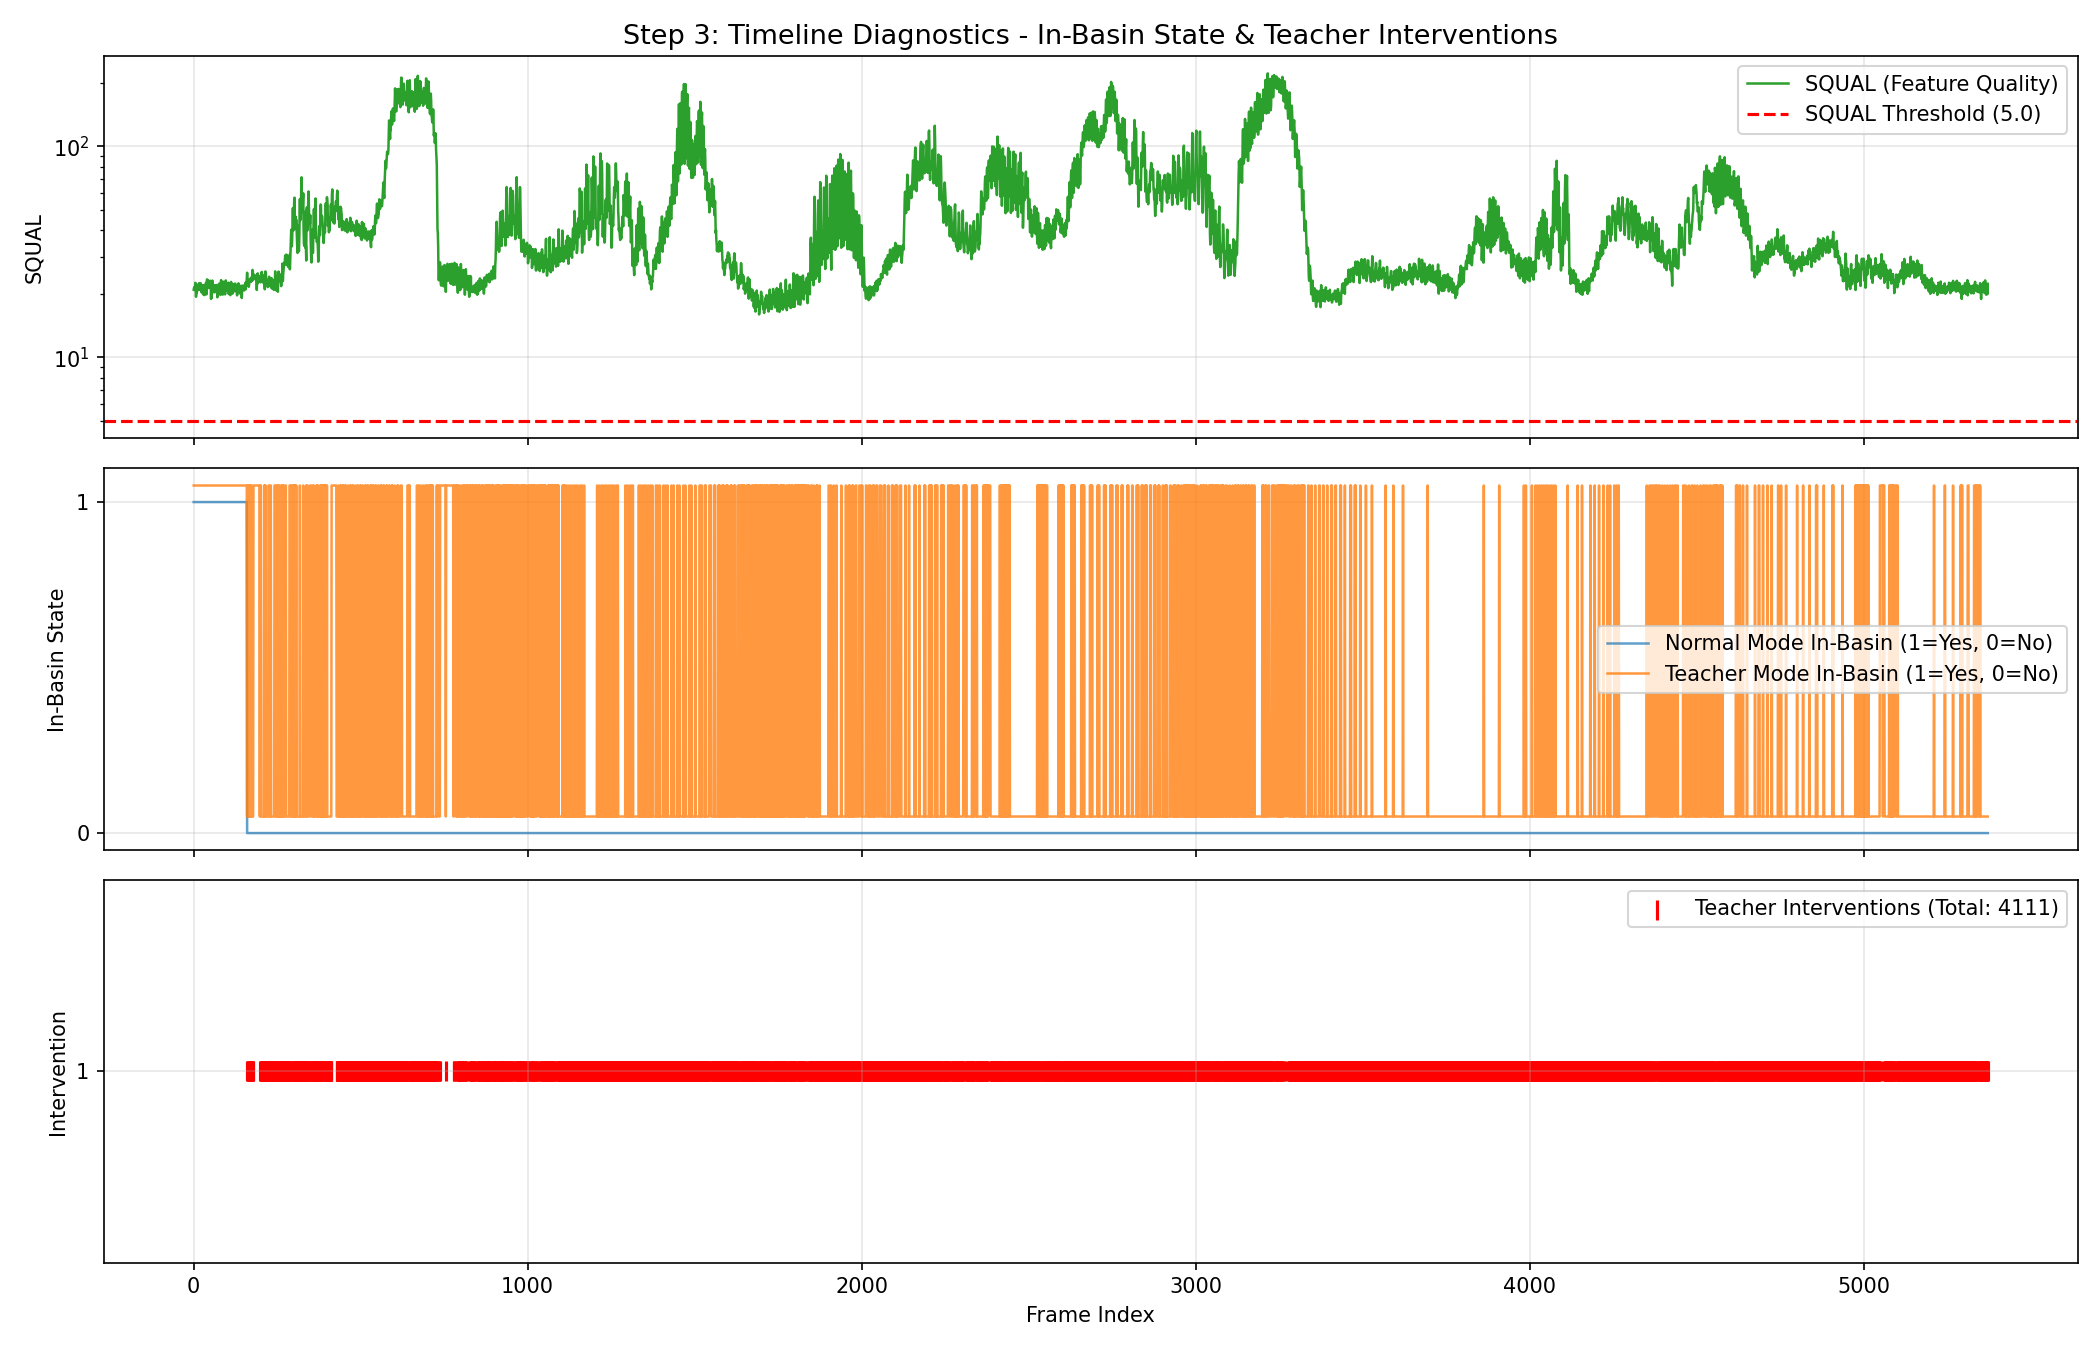 Step 3: Timeline Diagnostics - In-Basin State & Teacher Interventions
SQUAL
10²
10¹
SQUAL (Feature Quality)
SQUAL Threshold (5.0)
In-Basin State
1
0
Normal Mode In-Basin (1=Yes, 0=No)
Teacher Mode In-Basin (1=Yes, 0=No)
Intervention
1
Teacher Interventions (Total: 4111)
0 1000 2000 3000 4000 5000
Frame Index